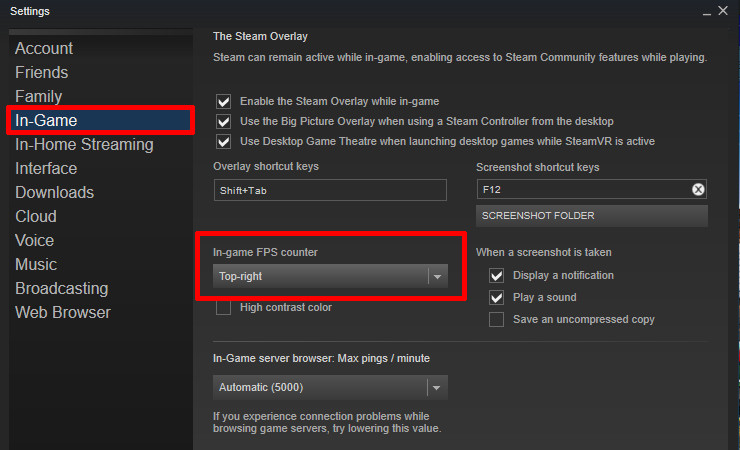 Settings
Account
Friends
Family
In-Game
In-Home Streaming
Interface
Downloads
Cloud
Voice
Music
Broadcasting
Web Browser
The Steam Overlay
Steam can remain active while in-game, enabling access to Steam Community features while playing.
Enable the Steam Overlay while in-game
Use the Big Picture Overlay when using a Steam Controller from the desktop
Use Desktop Game Theatre when launching desktop games while SteamVR is active
Overlay shortcut keys
Shift+Tab
Screenshot shortcut keys
F12
SCREENSHOT FOLDER
In-game FPS counter
Top-right
High contrast color
When a screenshot is taken
Display a notification
Play a sound
Save an uncompressed copy
In-Game server browser: Max pings / minute
Automatic (5000)
If you experience connection problems while
browsing game servers, try lowering this value.